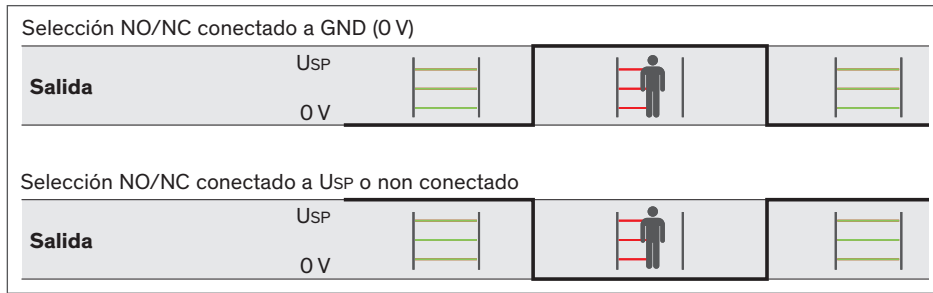 Selección NO/NC conectado a GND (0 V)
USP
Salida
0 V
Selección NO/NC conectado a USP o non conectado
USP
Salida
0 V